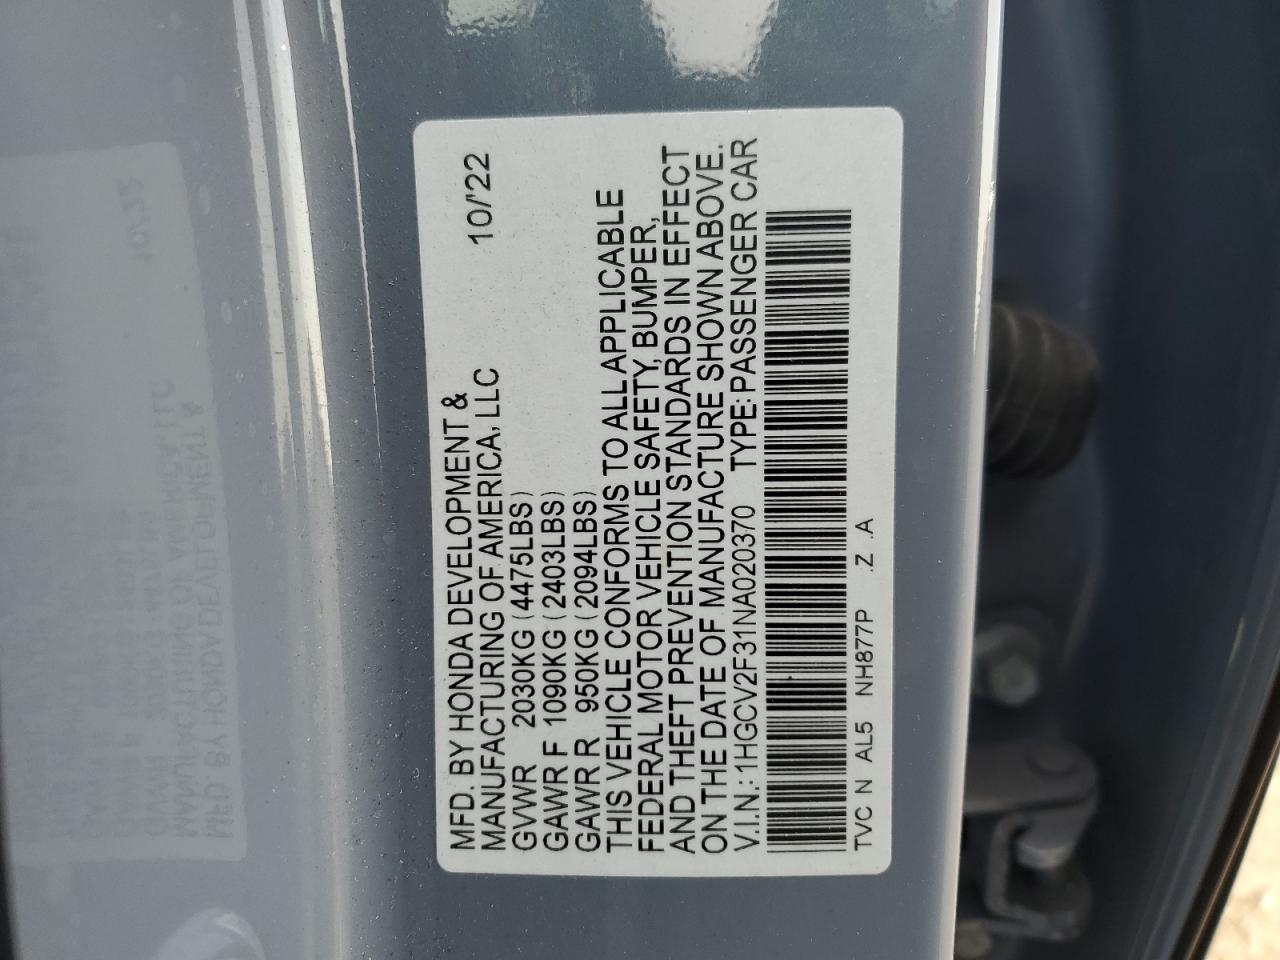 MFD. BY HONDA DEVELOPMENT &
MANUFACTURING OF AMERICA, LLC 10/'22
GVWR 2030KG (4475LBS)
GAWR F 1090KG (2403LBS)
GAWR R 950KG (2094LBS)
THIS VEHICLE CONFORMS TO ALL APPLICABLE
FEDERAL MOTOR VEHICLE SAFETY, BUMPER,
AND THEFT PREVENTION STANDARDS IN EFFECT
ON THE DATE OF MANUFACTURE SHOWN ABOVE.
V.I.N.: 1HGCV2F31NA020370 TYPE: PASSENGER CAR
TVC N AL5 NH877P .Z .A